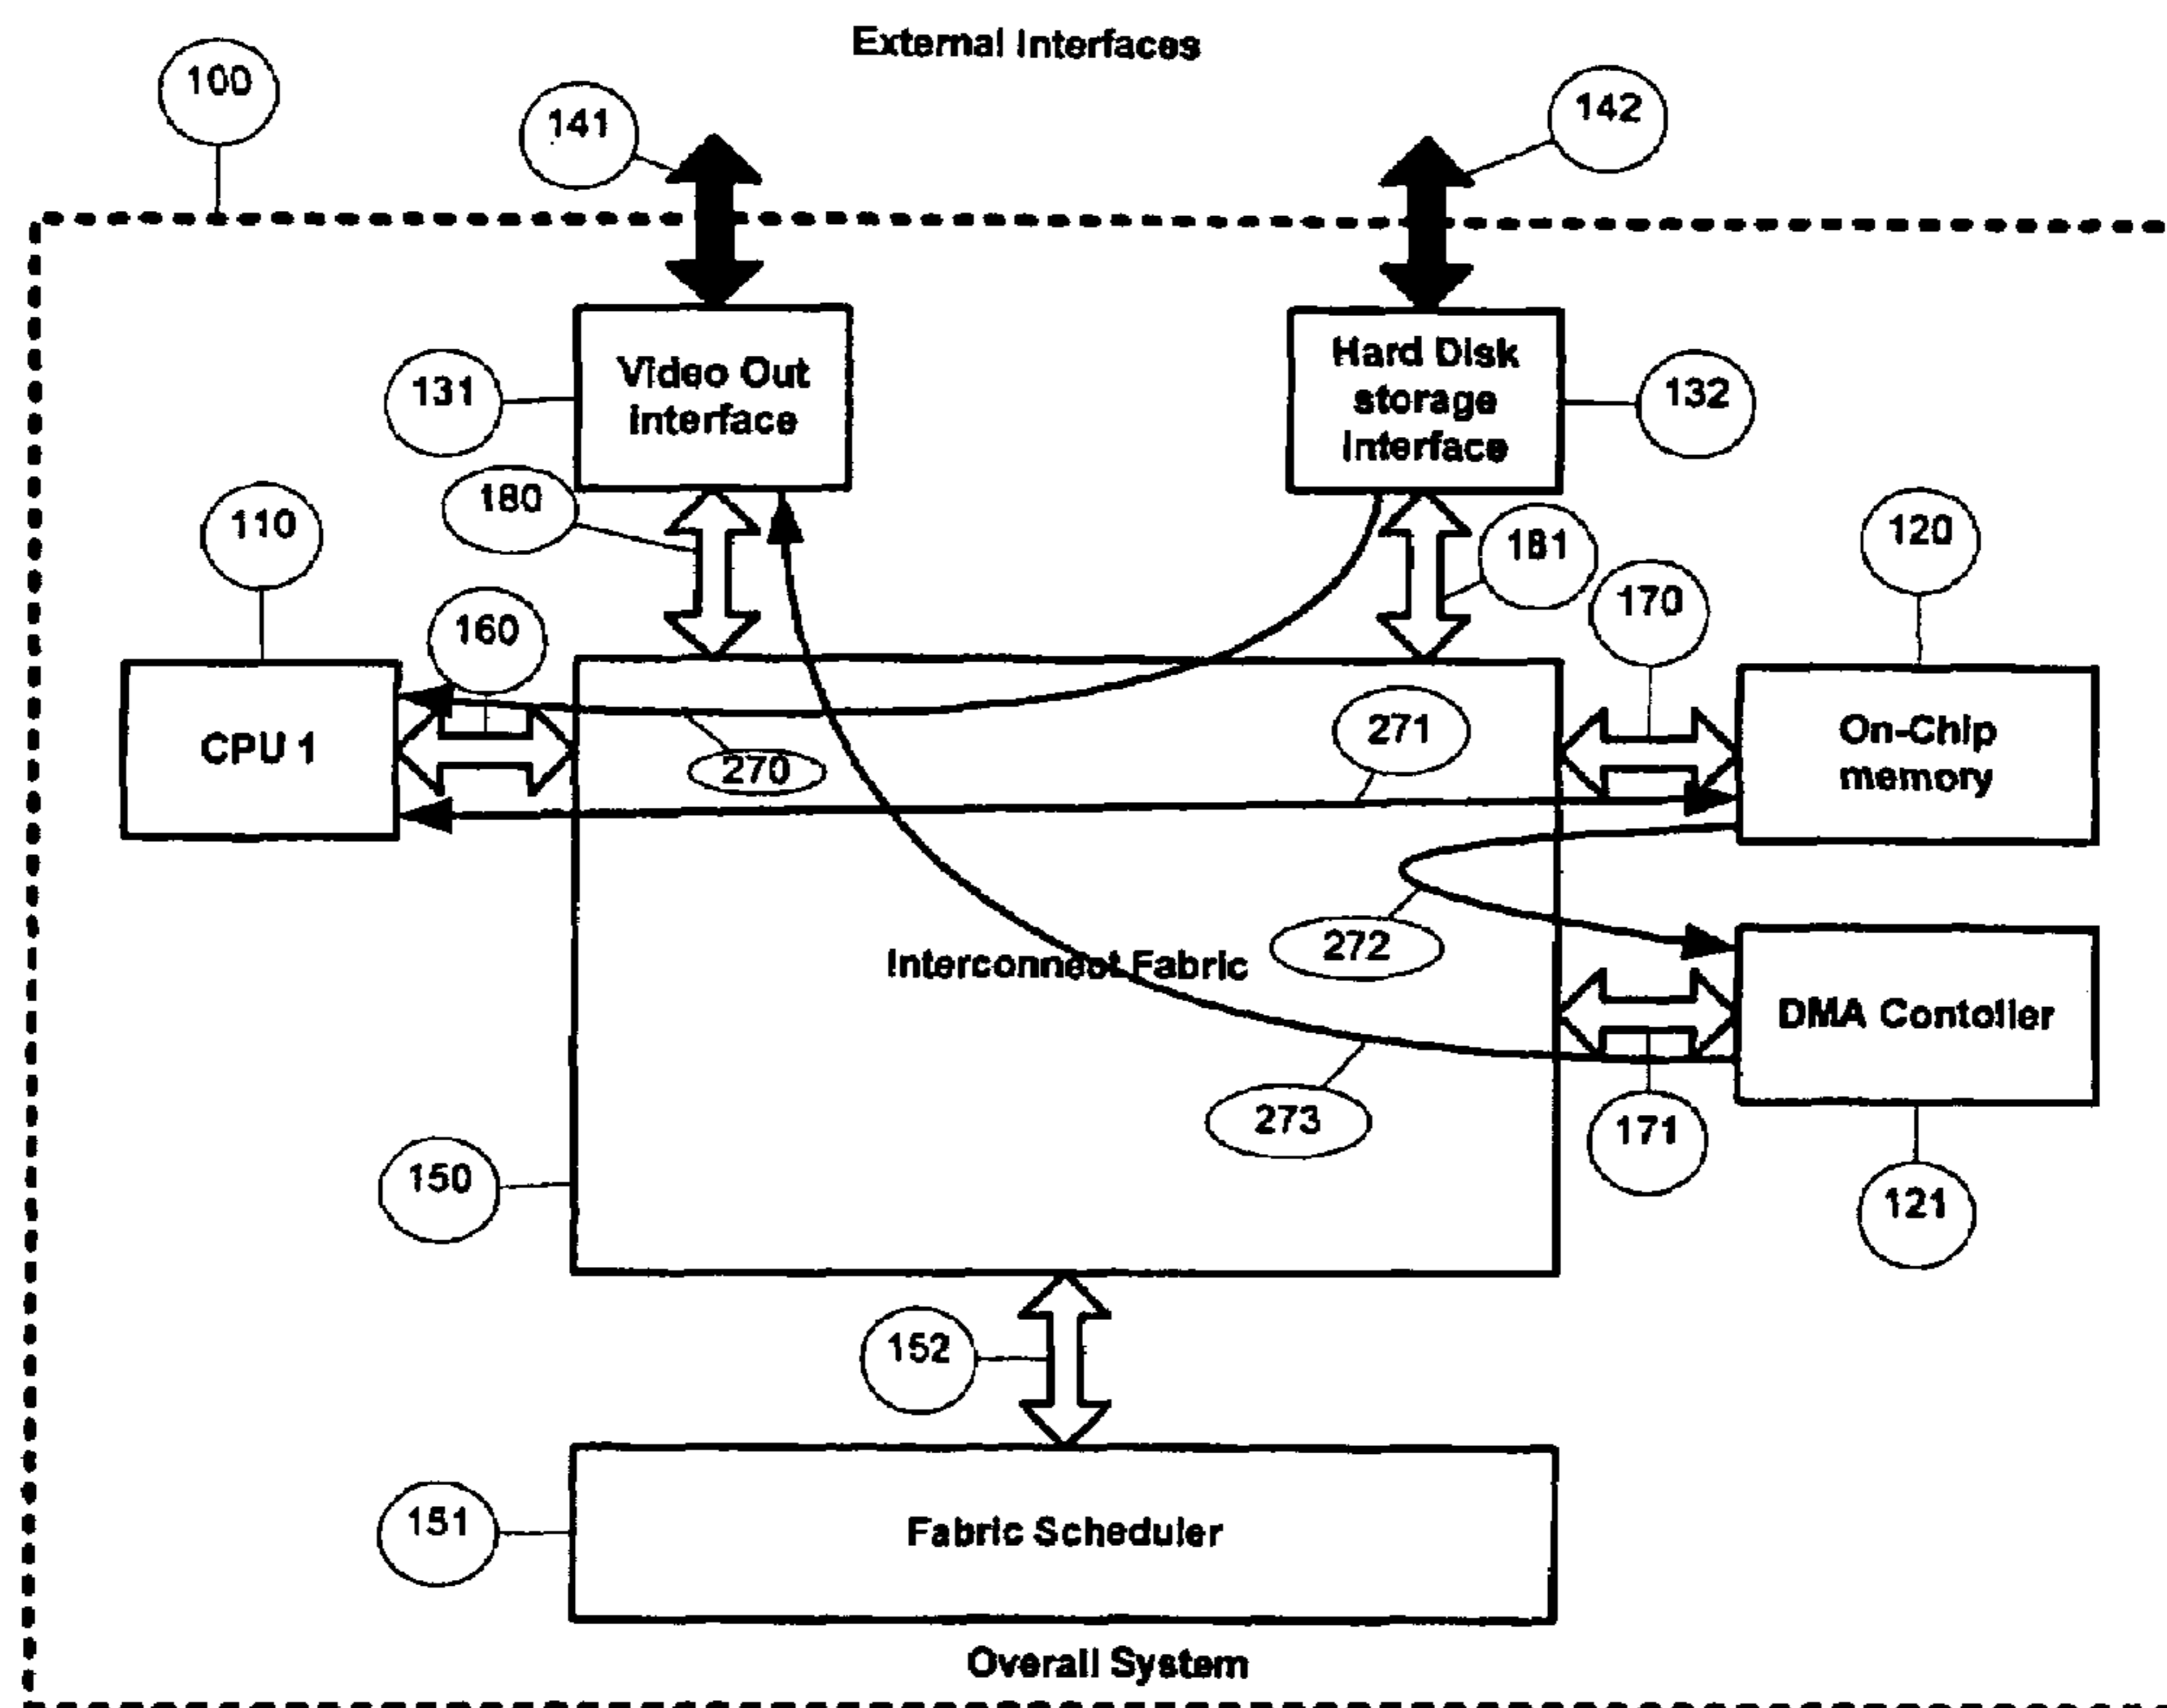 External Interfaces
100
141
142
Video Out
Interface
Hard Disk
storage
Interface
131
132
180
110
181
120
160
170
CPU 1
271
On-Chip
memory
270
272
Interconnect Fabric
DMA Contoller
273
171
150
121
152
151
Fabric Scheduler
Overall System